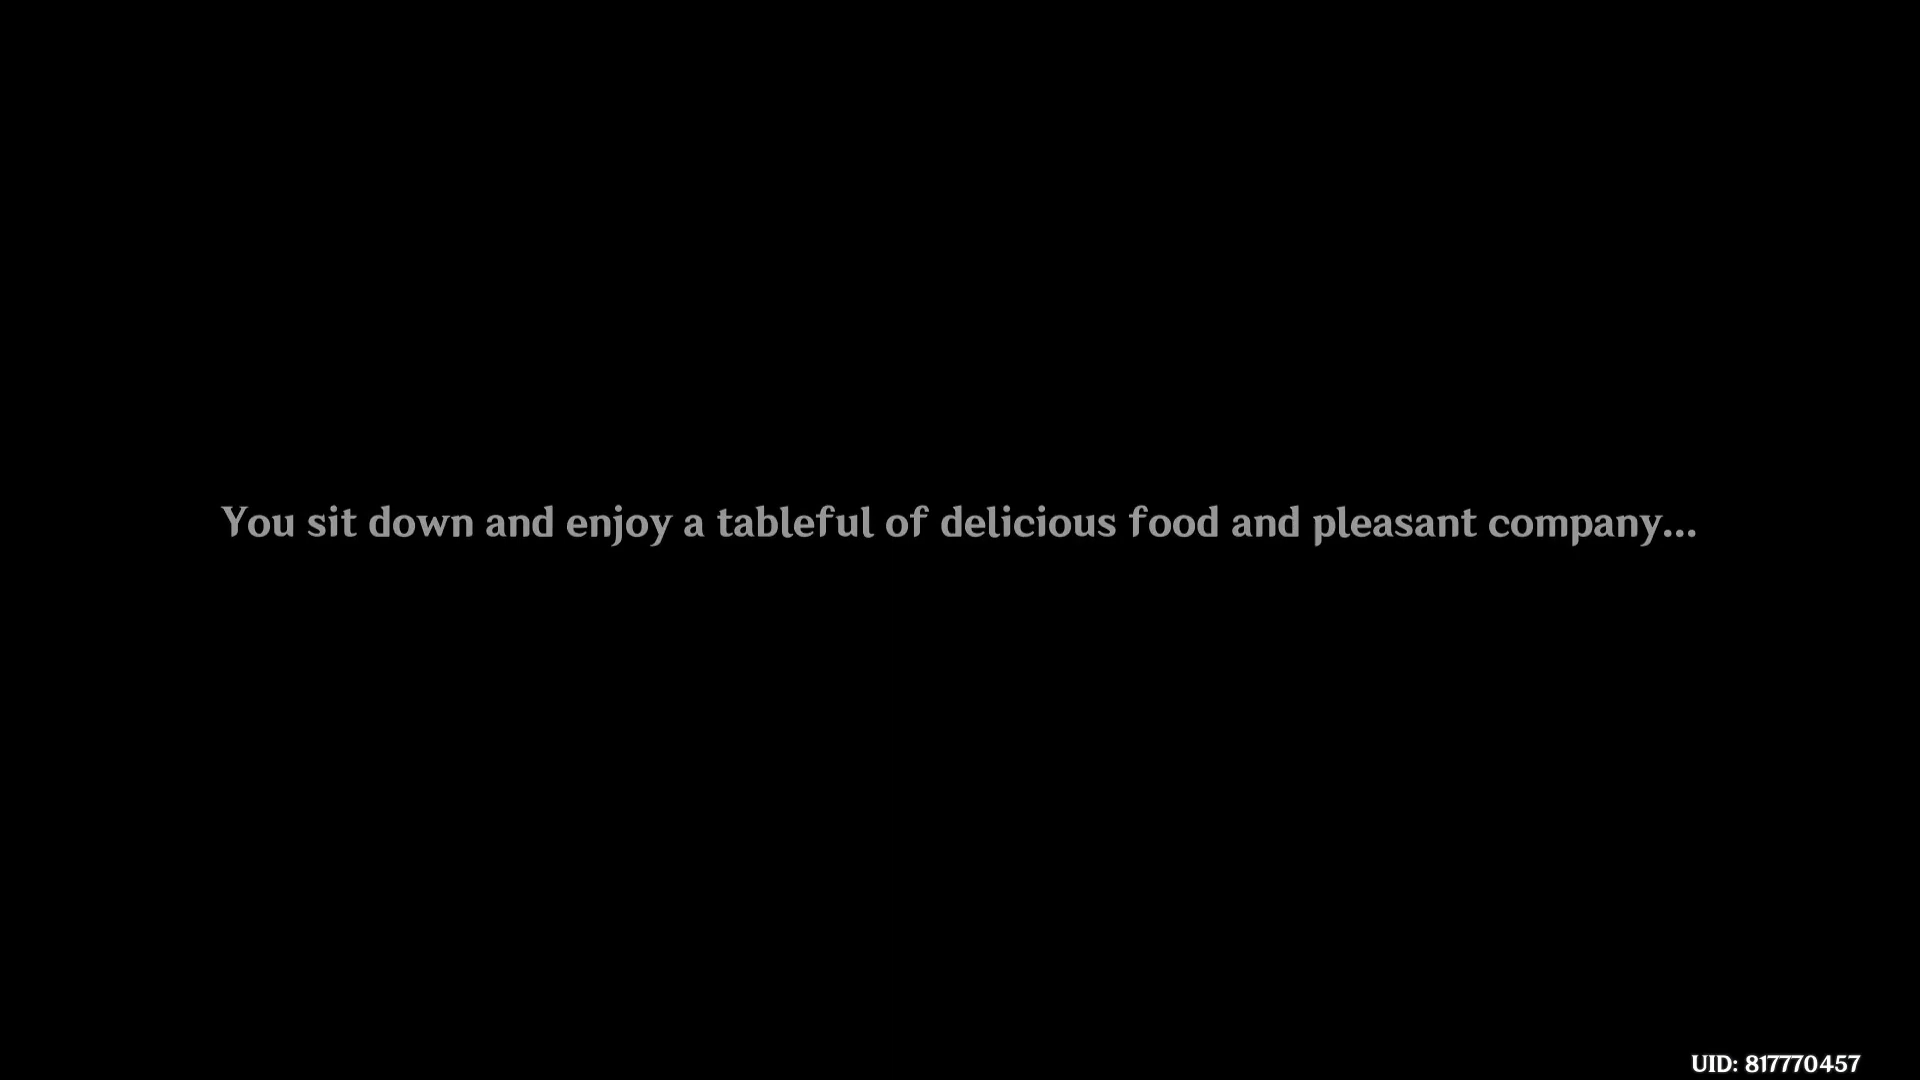 You sit down and enjoy a tableful of delicious food and pleasant company...
UID: 817770457